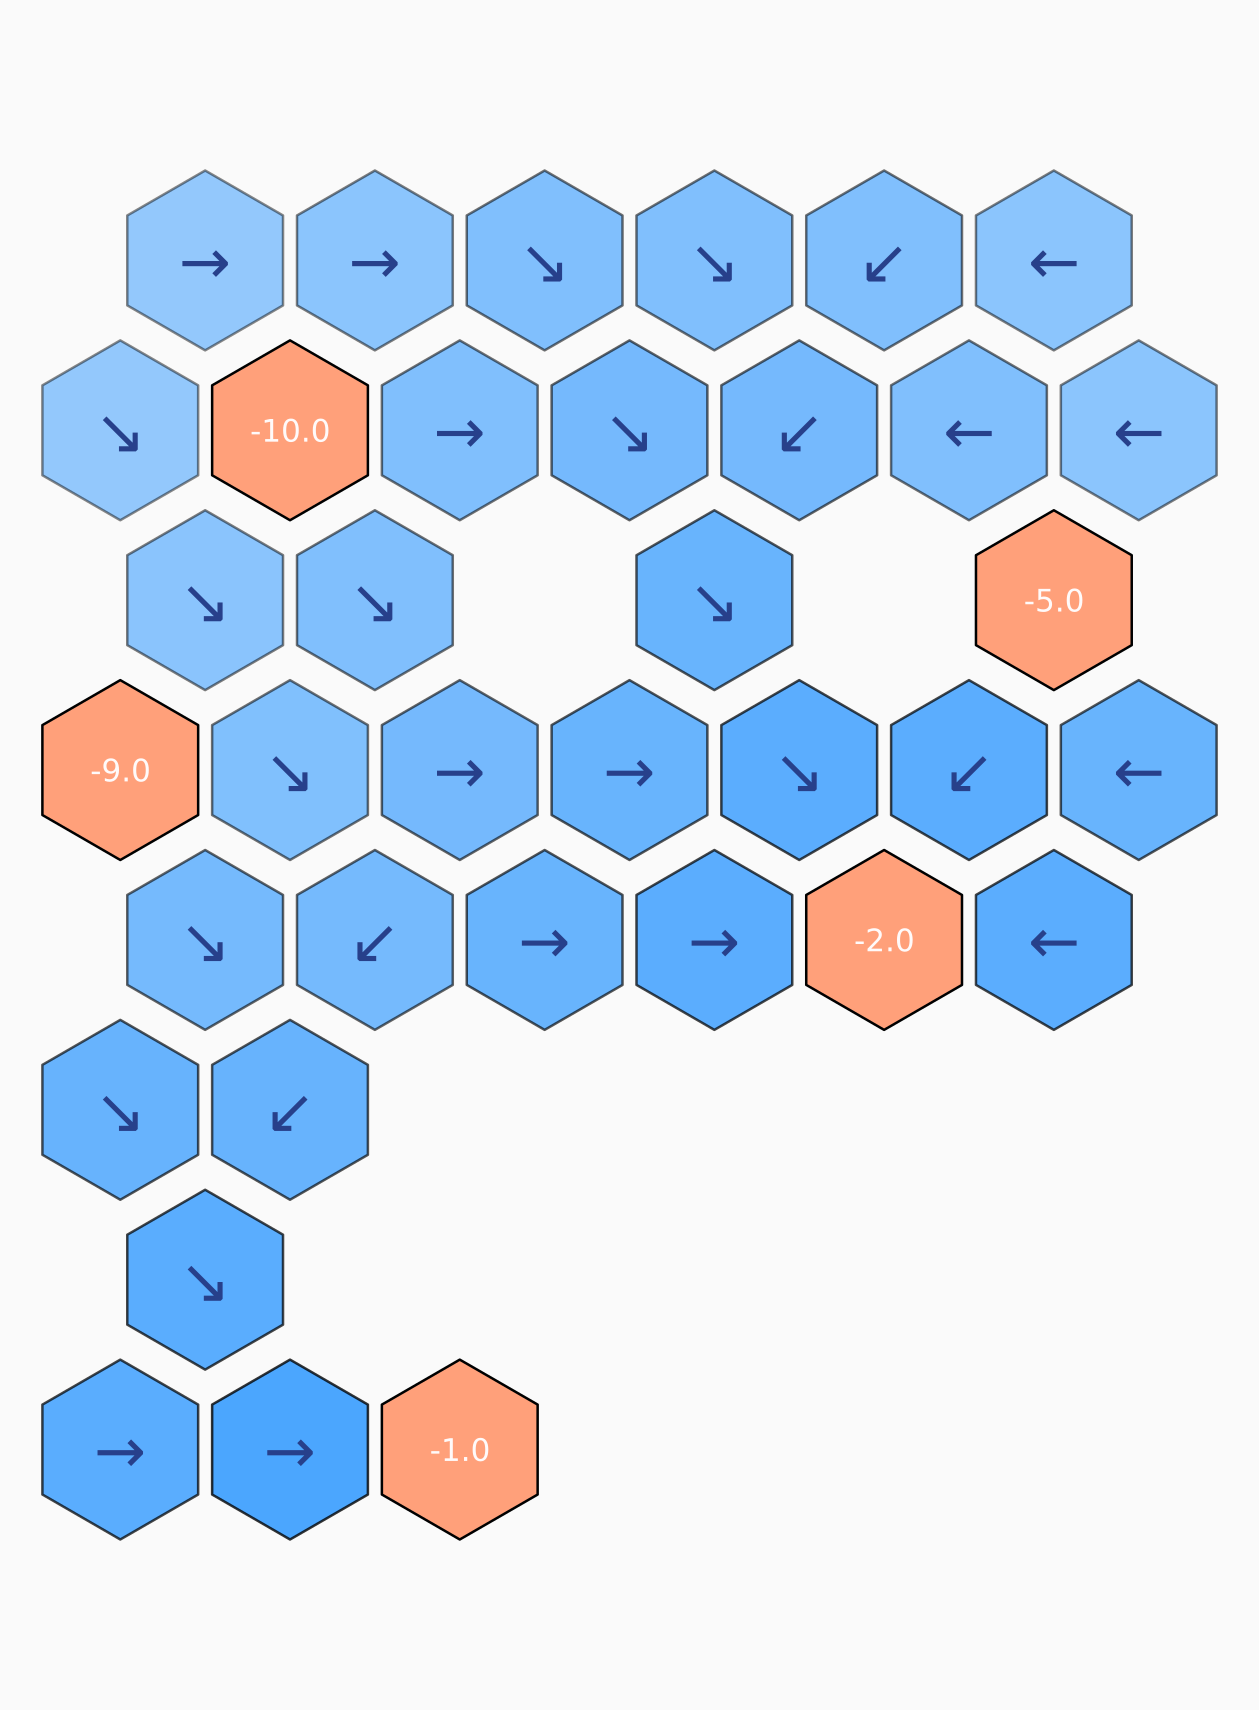 → → ↘ ↘ ↙ ←
↘ -10.0 → ↘ ↙ ← ←
↘ ↘ ↘ -5.0
-9.0 ↘ → → ↘ ↙ ←
↘ ↙ → → -2.0 ←
↘ ↙
↘
→ → -1.0